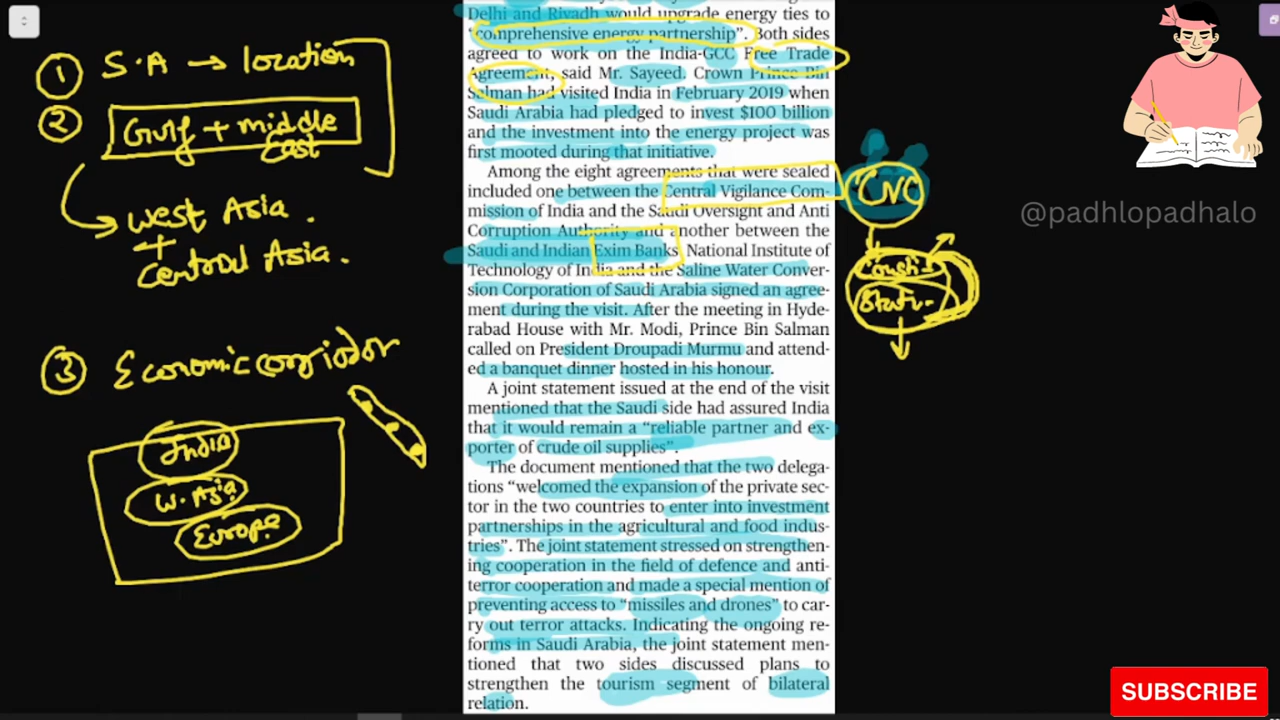 ① S.A → location
② Gulf + middle
East
West Asia .
+
Central Asia .
③ Economic corridor
India
W. Asia
Europe
Delhi and Riyadh would upgrade energy ties to
“comprehensive energy partnership”. Both sides
agreed to work on the India-GCC Free Trade
Agreement, said Mr. Sayeed. Crown Prince Bin
Salman had visited India in February 2019 when
Saudi Arabia had pledged to invest $100 billion
and the investment into the energy project was
first mooted during that initiative.
Among the eight agreements that were sealed
included one between the Central Vigilance Com-
mission of India and the Saudi Oversight and Anti
Corruption Authority and another between the
Saudi and Indian Exim Banks. National Institute of
Technology of India and the Saline Water Conver-
sion Corporation of Saudi Arabia signed an agree-
ment during the visit. After the meeting in Hyde-
rabad House with Mr. Modi, Prince Bin Salman
called on President Droupadi Murmu and attend-
ed a banquet dinner hosted in his honour.
A joint statement issued at the end of the visit
mentioned that the Saudi side had assured India
that it would remain a “reliable partner and ex-
porter of crude oil supplies”.
The document mentioned that the two delega-
tions “welcomed the expansion of the private sec-
tor in the two countries to enter into investment
partnerships in the agricultural and food indus-
tries”. The joint statement stressed on strengthen-
ing cooperation in the field of defence and anti-
terror cooperation and made a special mention of
preventing access to “missiles and drones” to car-
ry out terror attacks. Indicating the ongoing re-
forms in Saudi Arabia, the joint statement men-
tioned that two sides discussed plans to
strengthen the tourism segment of bilateral
relation.
CVC
Consti-
Statu-
@padhlopadhalo
SUBSCRIBE